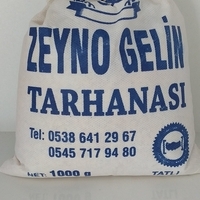 ZEYNO GELİN
TARHANASI
Tel: 0538 641 29 67
0545 717 94 80
NET: 1000 g
TATLI